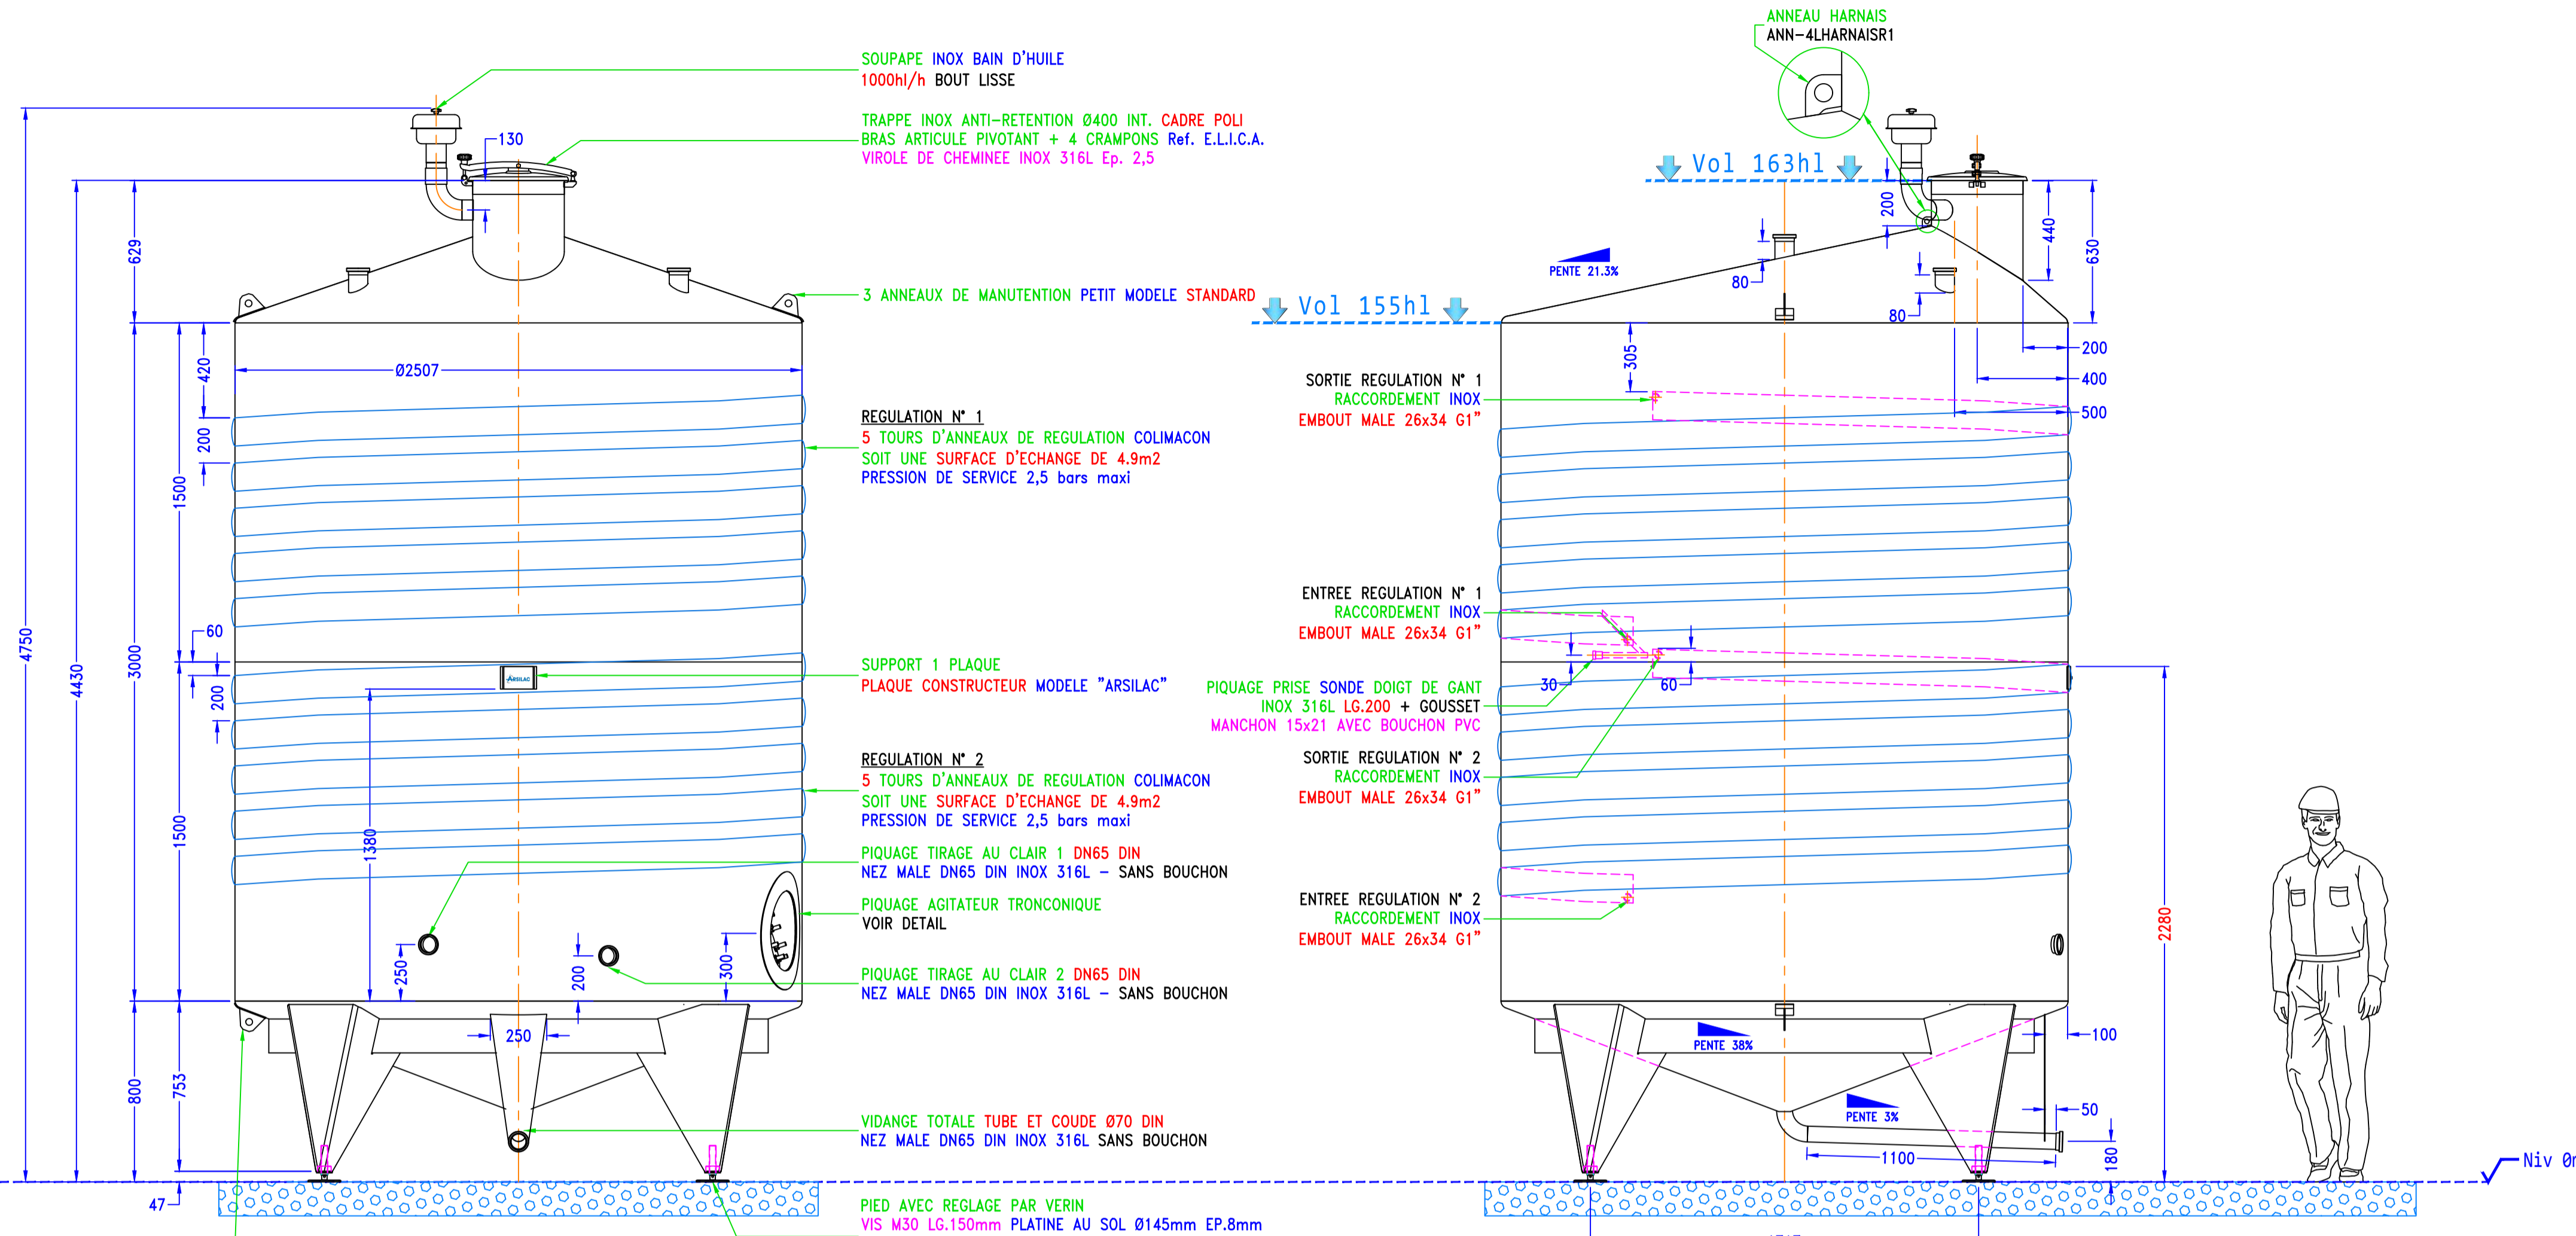 SOUPAPE INOX BAIN D'HUILE
1000hl/h BOUT LISSE
TRAPPE INOX ANTI-RETENTION Ø400 INT. CADRE POLI
BRAS ARTICULE PIVOTANT + 4 CRAMPONS Ref. E.L.I.C.A.
VIROLE DE CHEMINEE INOX 316L Ep. 2,5
3 ANNEAUX DE MANUTENTION PETIT MODELE STANDARD
REGULATION N° 1
5 TOURS D'ANNEAUX DE REGULATION COLIMACON
SOIT UNE SURFACE D'ECHANGE DE 4.9m2
PRESSION DE SERVICE 2,5 bars maxi
SUPPORT 1 PLAQUE
PLAQUE CONSTRUCTEUR MODELE "ARSILAC"
REGULATION N° 2
5 TOURS D'ANNEAUX DE REGULATION COLIMACON
SOIT UNE SURFACE D'ECHANGE DE 4.9m2
PRESSION DE SERVICE 2,5 bars maxi
PIQUAGE TIRAGE AU CLAIR 1 DN65 DIN
NEZ MALE DN65 DIN INOX 316L - SANS BOUCHON
PIQUAGE AGITATEUR TRONCONIQUE
VOIR DETAIL
PIQUAGE TIRAGE AU CLAIR 2 DN65 DIN
NEZ MALE DN65 DIN INOX 316L - SANS BOUCHON
VIDANGE TOTALE TUBE ET COUDE Ø70 DIN
NEZ MALE DN65 DIN INOX 316L SANS BOUCHON
PIED AVEC REGLAGE PAR VERIN
VIS M30 LG.150mm PLATINE AU SOL Ø145mm EP.8mm
4750
4430
629
3000
800
47
420
200
1500
60
200
1500
753
130
Ø2507
ARSILAC
1380
250
200
300
250
ANNEAU HARNAIS
ANN-4LHARNAISR1
Vol 163hl
Vol 155hl
PENTE 21.3%
80
200
440
630
80
200
400
500
305
SORTIE REGULATION N° 1
RACCORDEMENT INOX
EMBOUT MALE 26x34 G1"
ENTREE REGULATION N° 1
RACCORDEMENT INOX
EMBOUT MALE 26x34 G1"
30
60
PIQUAGE PRISE SONDE DOIGT DE GANT
INOX 316L LG.200 + GOUSSET
MANCHON 15x21 AVEC BOUCHON PVC
SORTIE REGULATION N° 2
RACCORDEMENT INOX
EMBOUT MALE 26x34 G1"
ENTREE REGULATION N° 2
RACCORDEMENT INOX
EMBOUT MALE 26x34 G1"
2280
PENTE 38%
100
PENTE 3%
50
1100
180
Niv